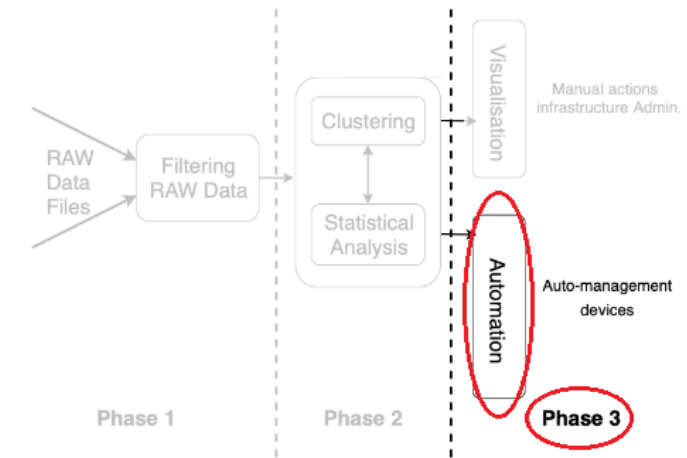 RAW
Data
Files
Filtering
RAW Data
Clustering
Statistical
Analysis
Visualisation
Manual actions
infrastructure Admin.
Automation
Auto-management
devices
Phase 1
Phase 2
Phase 3